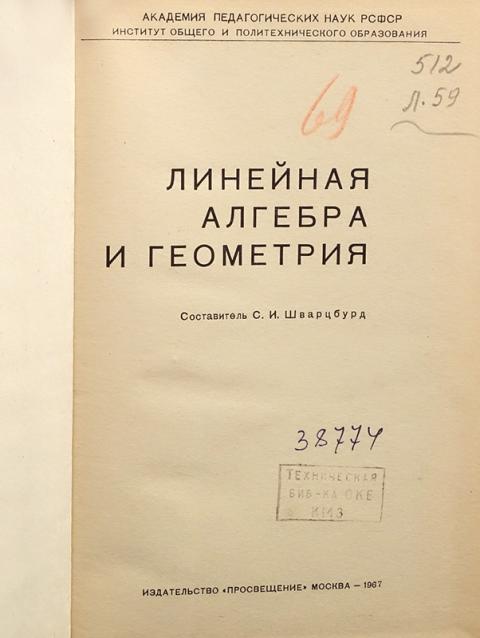 АКАДЕМИЯ ПЕДАГОГИЧЕСКИХ НАУК РСФСР
ИНСТИТУТ ОБЩЕГО И ПОЛИТЕХНИЧЕСКОГО ОБРАЗОВАНИЯ
512
Л. 59
69
ЛИНЕЙНАЯ
АЛГЕБРА
И ГЕОМЕТРИЯ
Составитель С. И. Шварцбурд
38774
ТЕХНИЧЕСКАЯ
БИБ-КА ОКБ
КМЗ
ИЗДАТЕЛЬСТВО «ПРОСВЕЩЕНИЕ» МОСКВА — 1967